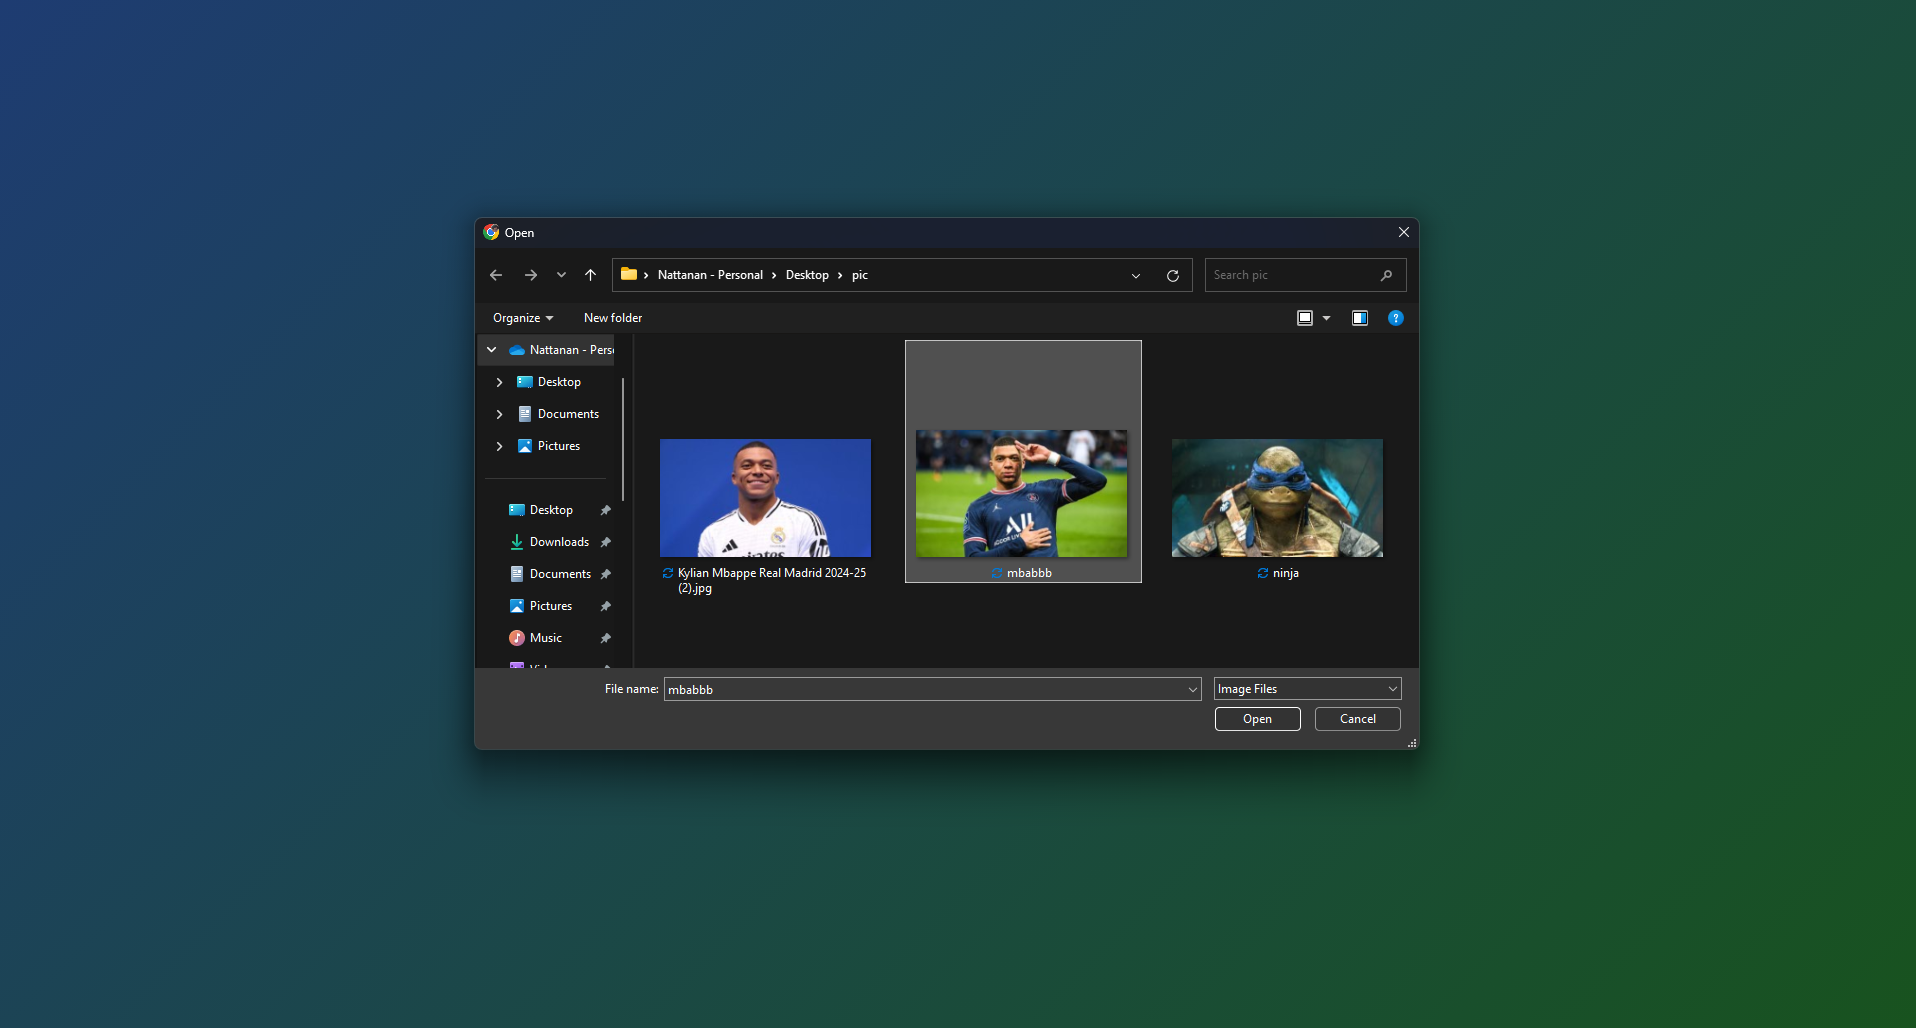 Open
Nattanan - Personal > Desktop > pic
Search pic
Organize
New folder
Nattanan - Pers
Desktop
Documents
Pictures
Desktop
Downloads
Documents
Pictures
Music
Kylian Mbappe Real Madrid 2024-25
(2).jpg
mbabbb
ninja
File name: mbabbb
Image Files
Open
Cancel